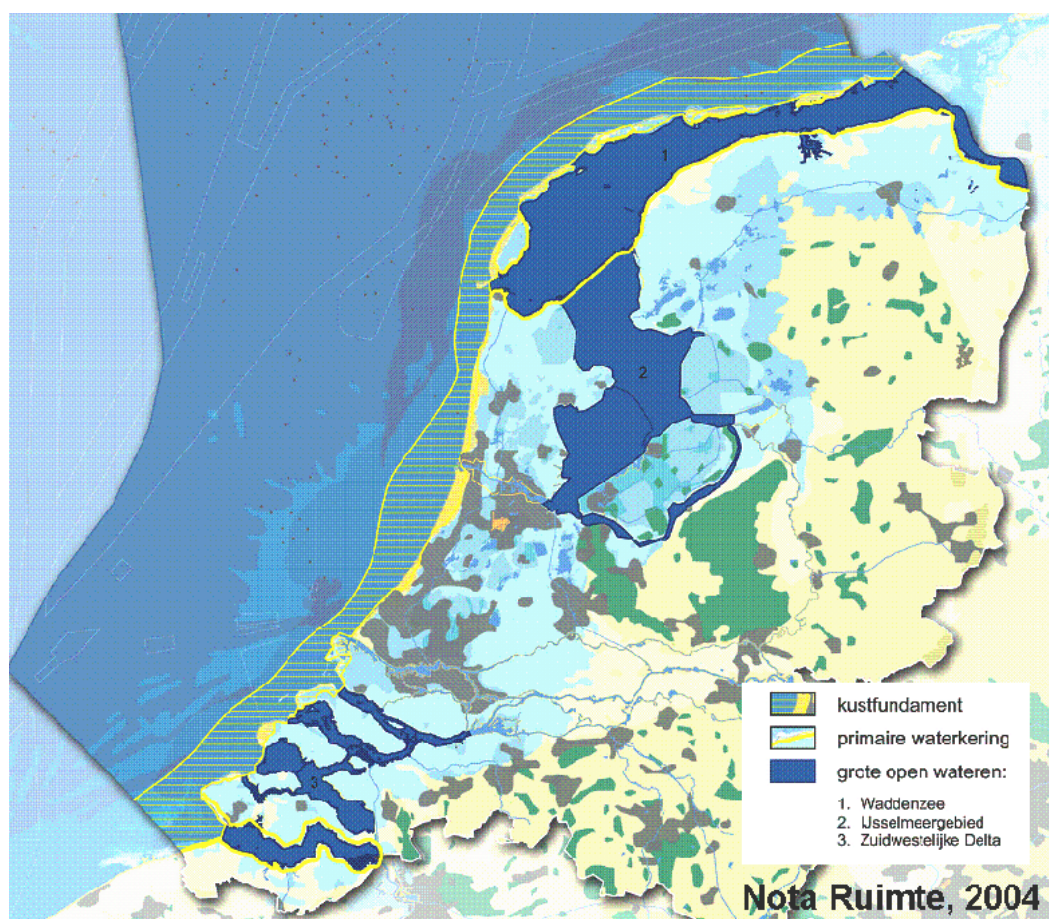 1
2
3
kustfundament
primaire waterkering
grote open wateren:
1. Waddenzee
2. IJsselmeergebied
3. Zuidwestelijke Delta
Nota Ruimte, 2004